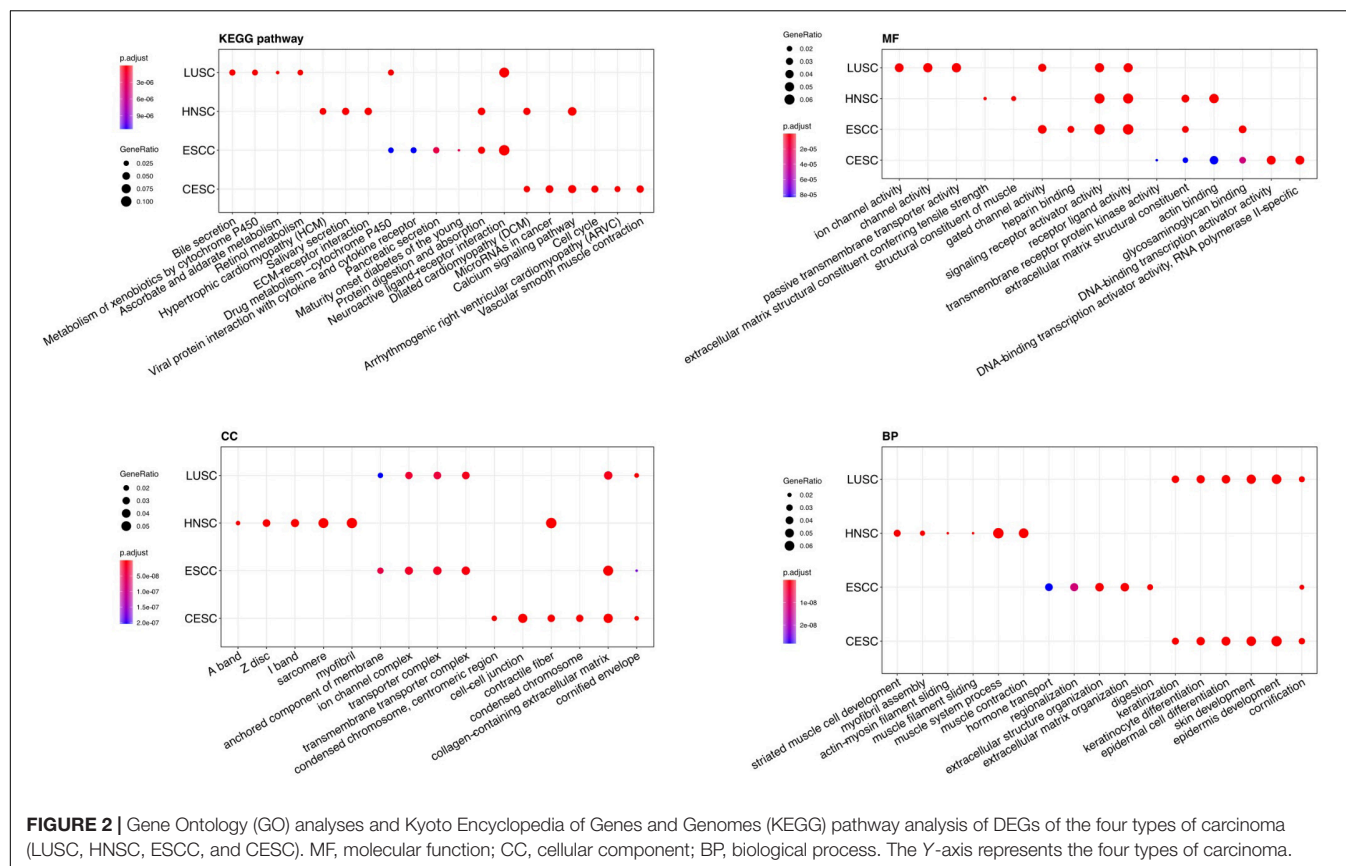 KEGG pathway
p.adjust
3e-06
6e-06
9e-06
GeneRatio
0.025
0.050
0.075
0.100
LUSC
HNSC
ESCC
CESC
Bile secretion
Metabolism of xenobiotics by cytochrome P450
Ascorbate and aldarate metabolism
Retinol metabolism
Hypertrophic cardiomyopathy (HCM)
Salivary secretion
ECM-receptor interaction
Drug metabolism -cytochrome P450
Viral protein interaction with cytokine and cytokine receptor
Pancreatic secretion
Maturity onset diabetes of the young
Protein digestion and absorption
Neuroactive ligand-receptor interaction
Dilated cardiomyopathy (DCM)
MicroRNAs in cancer
Calcium signaling pathway
Cell cycle
Arrhythmogenic right ventricular cardiomyopathy (ARVC)
Vascular smooth muscle contraction
MF
GeneRatio
0.02
0.03
0.04
0.05
0.06
p.adjust
2e-05
4e-05
6e-05
8e-05
LUSC
HNSC
ESCC
CESC
ion channel activity
channel activity
passive transmembrane transporter activity
extracellular matrix structural constituent conferring tensile strength
structural constituent of muscle
gated channel activity
heparin binding
signaling receptor activator activity
receptor ligand activity
transmembrane receptor protein kinase activity
extracellular matrix structural constituent
actin binding
glycosaminoglycan binding
DNA-binding transcription activator activity
DNA-binding transcription activator activity, RNA polymerase II-specific
CC
GeneRatio
0.02
0.03
0.04
0.05
p.adjust
5.0e-08
1.0e-07
1.5e-07
2.0e-07
LUSC
HNSC
ESCC
CESC
A band
Z disc
I band
sarcomere
myofibril
anchored component of membrane
ion channel complex
transporter complex
transmembrane transporter complex
condensed chromosome, centromeric region
cell-cell junction
contractile fiber
condensed chromosome
collagen-containing extracellular matrix
cornified envelope
BP
GeneRatio
0.02
0.03
0.04
0.05
0.06
p.adjust
1e-08
2e-08
LUSC
HNSC
ESCC
CESC
striated muscle cell development
myofibril assembly
actin-myosin filament sliding
muscle filament sliding
muscle system process
muscle contraction
hormone transport
regionalization
extracellular structure organization
extracellular matrix organization
digestion
keratinization
keratinocyte differentiation
epidermal cell differentiation
skin development
epidermis development
cornification
FIGURE 2 | Gene Ontology (GO) analyses and Kyoto Encyclopedia of Genes and Genomes (KEGG) pathway analysis of DEGs of the four types of carcinoma
(LUSC, HNSC, ESCC, and CESC). MF, molecular function; CC, cellular component; BP, biological process. The Y-axis represents the four types of carcinoma.